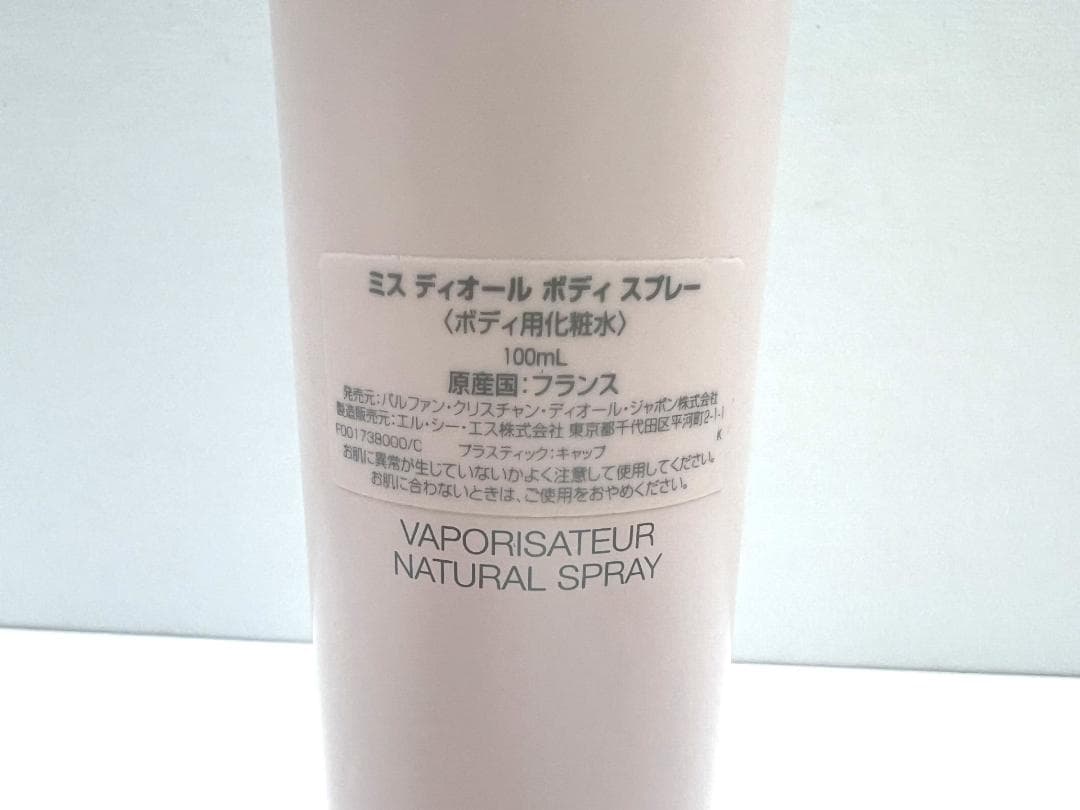 ミス ディオール ボディ スプレー
〈ボディ用化粧水〉
100mL
原産国:フランス
発売元:パルファン・クリスチャン・ディオール・ジャポン株式会社
製造販売元:エル・シー・エス株式会社 東京都千代田区平河町2-1-1
F001738000/C プラスティック:キャップ K
お肌に異常が生じていないかよく注意して使用してください。
お肌に合わないときは、ご使用をおやめください。
VAPORISATEUR
NATURAL SPRAY